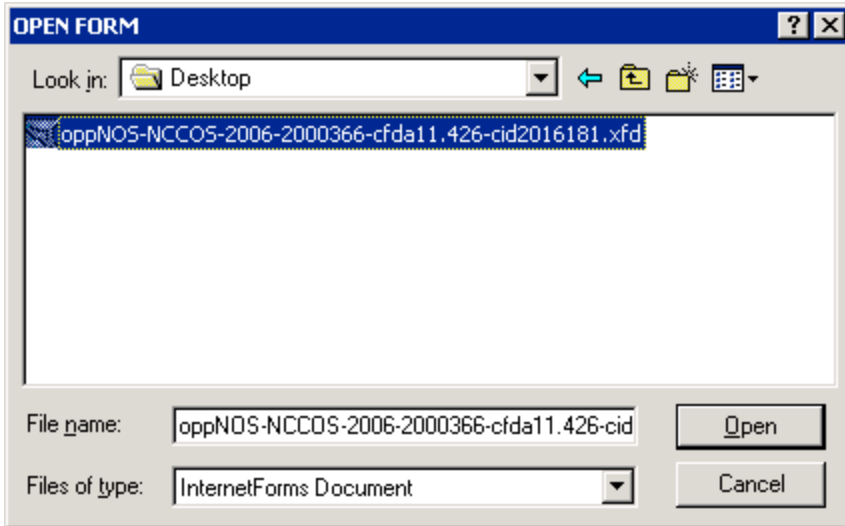 OPEN FORM
Look in: Desktop
oppNOS-NCCOS-2006-2000366-cfda11.426-cid2016181.xfd
File name: oppNOS-NCCOS-2006-2000366-cfda11.426-cid Open
Files of type: InternetForms Document Cancel